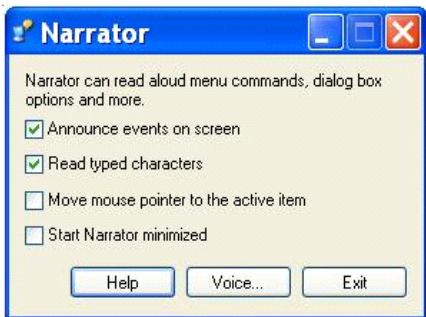 Narrator
Narrator can read aloud menu commands, dialog box
options and more.
Announce events on screen
Read typed characters
Move mouse pointer to the active item
Start Narrator minimized
Help Voice... Exit